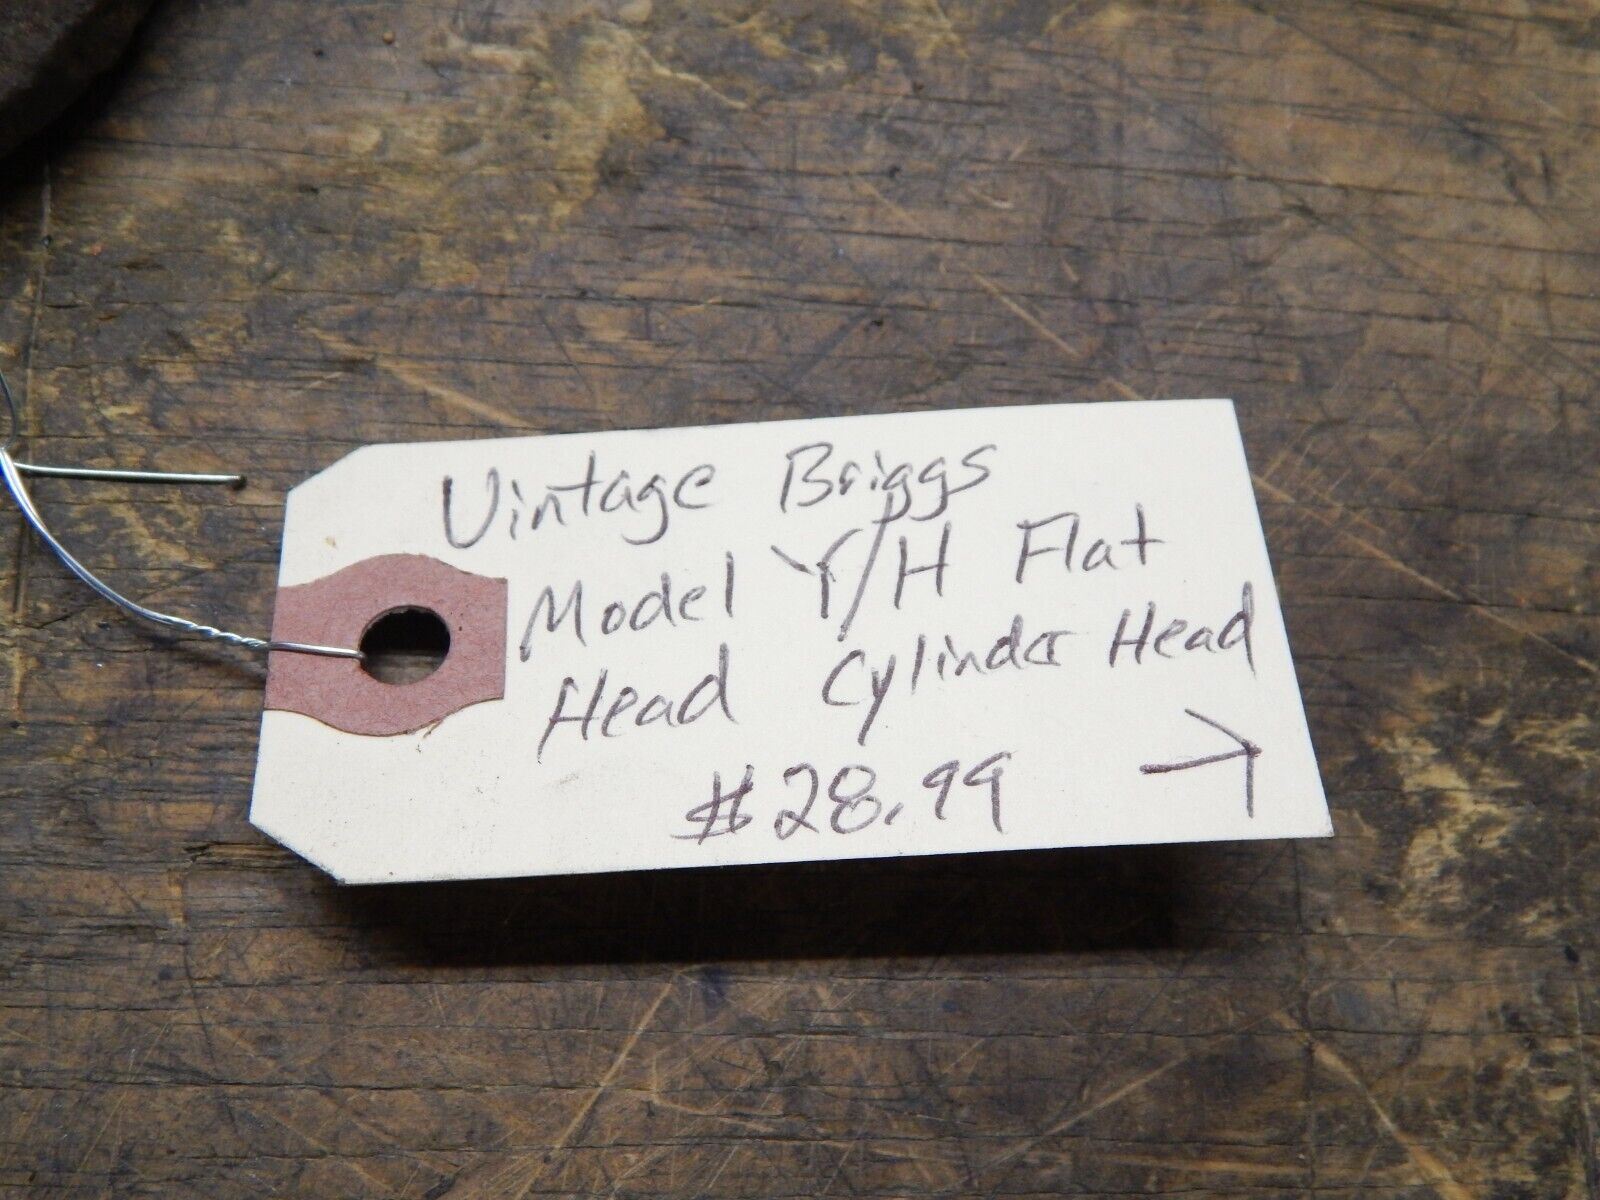 Vintage Briggs
Model Y/H Flat
Head Cylinder Head
$28.99